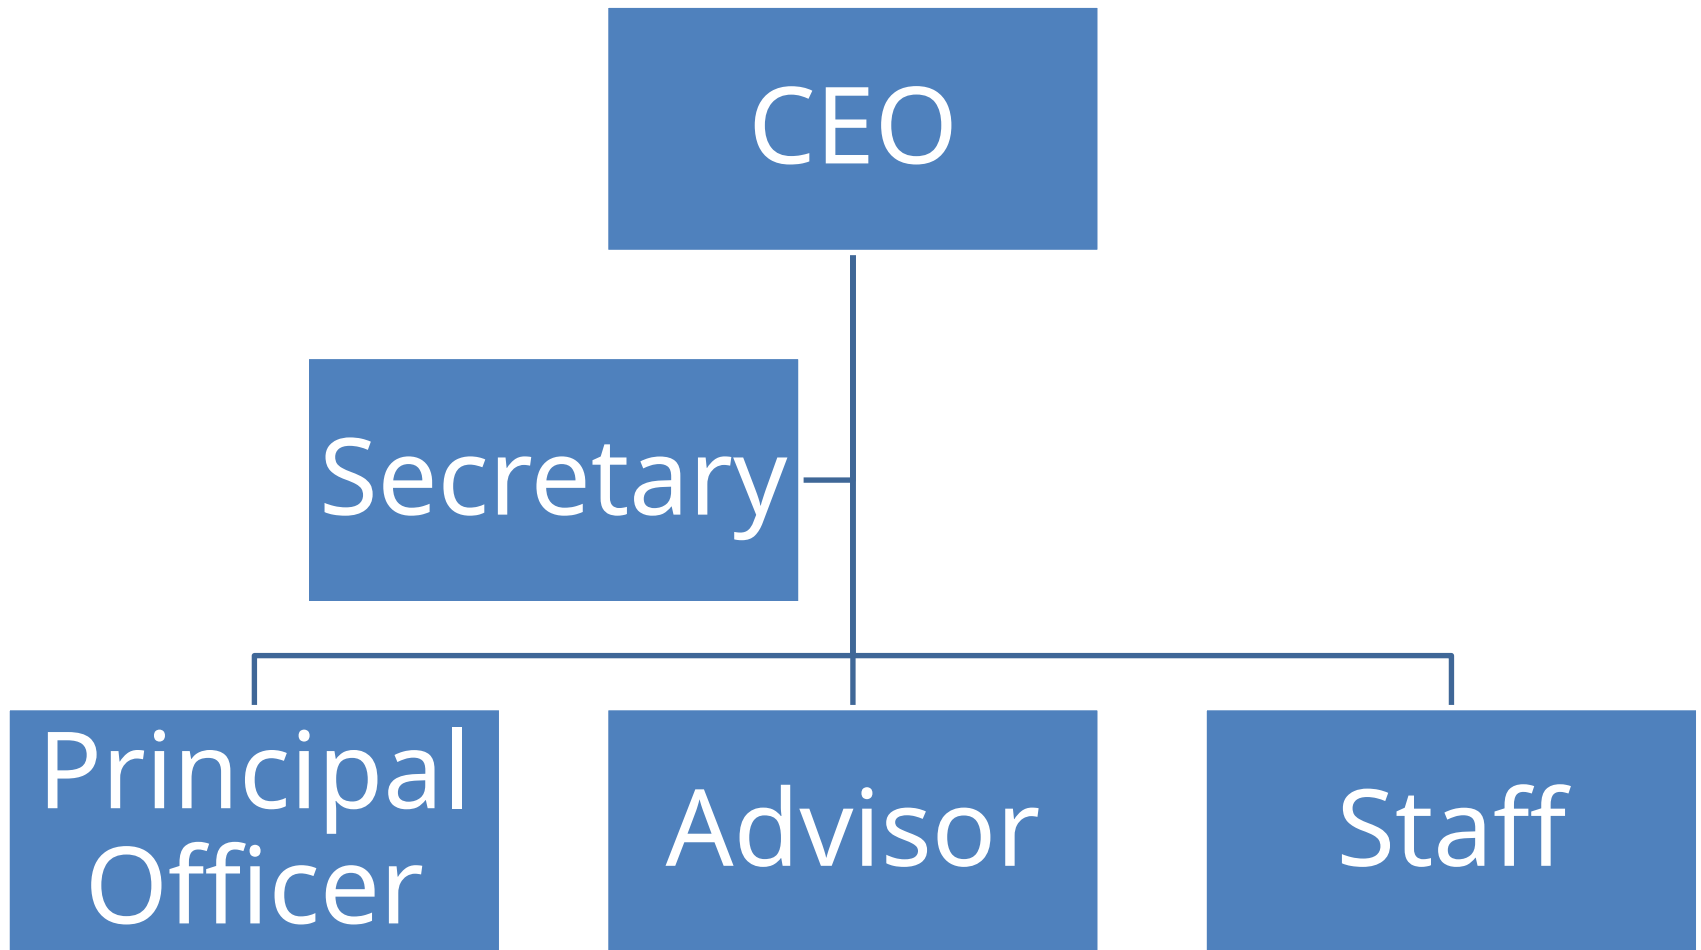 CEO
Secretary
Principal
Officer
Advisor
Staff